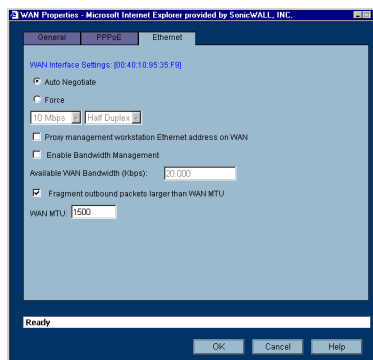 WAN Properties - Microsoft Internet Explorer provided by SonicWALL, INC.
General PPPoE Ethernet
WAN Interface Settings: [00:40:10:95:35:F9]
Auto Negotiate
Force
10 Mbps Half Duplex
Proxy management workstation Ethernet address on WAN
Enable Bandwidth Management
Available WAN Bandwidth (Kbps): 20.000
Fragment outbound packets larger than WAN MTU
WAN MTU: 1500
Ready
OK Cancel Help